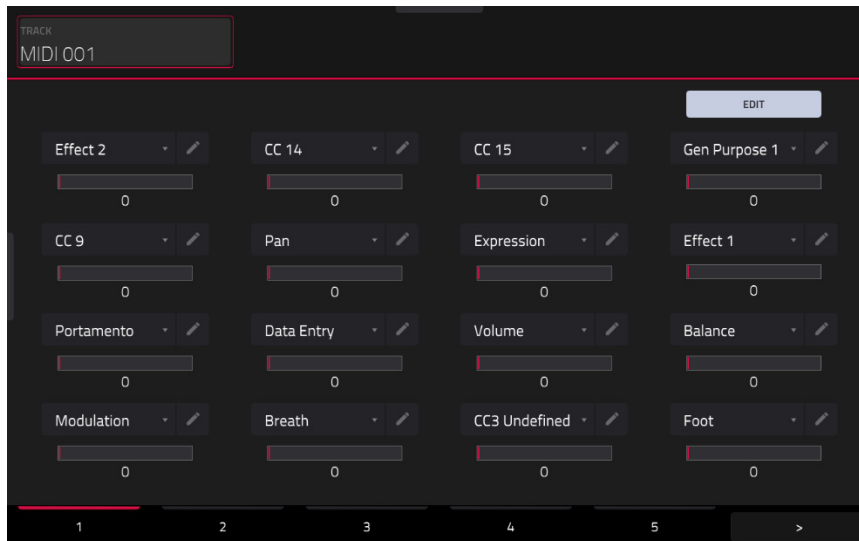 TRACK
MIDI 001
EDIT
Effect 2 CC 14 CC 15 Gen Purpose 1
0 0 0 0
CC 9 Pan Expression Effect 1
0 0 0 0
Portamento Data Entry Volume Balance
0 0 0 0
Modulation Breath CC3 Undefined Foot
0 0 0 0
1 2 3 4 5 >